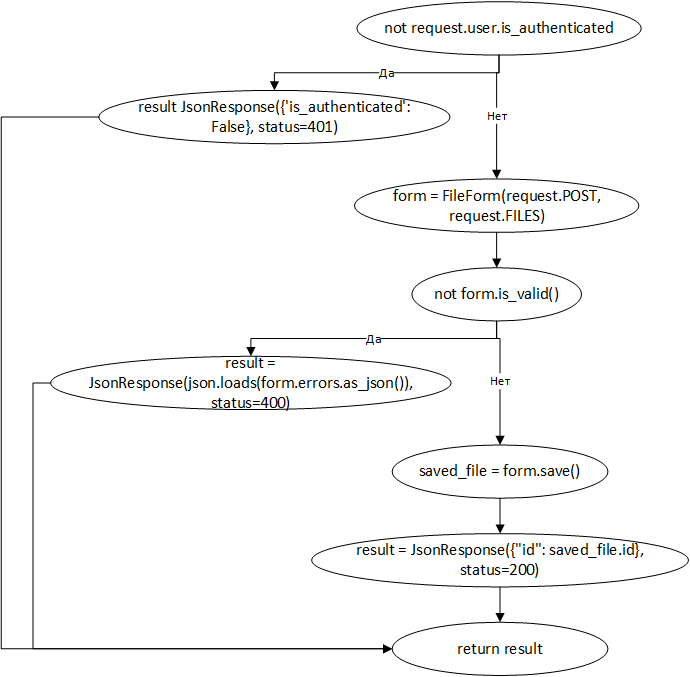 not request.user.is_authenticated
Да
result JsonResponse({'is_authenticated':
False}, status=401)
Нет
form = FileForm(request.POST,
request.FILES)
not form.is_valid()
Да
result =
JsonResponse(json.loads(form.errors.as_json()),
status=400)
Нет
saved_file = form.save()
result = JsonResponse({"id": saved_file.id},
status=200)
return result